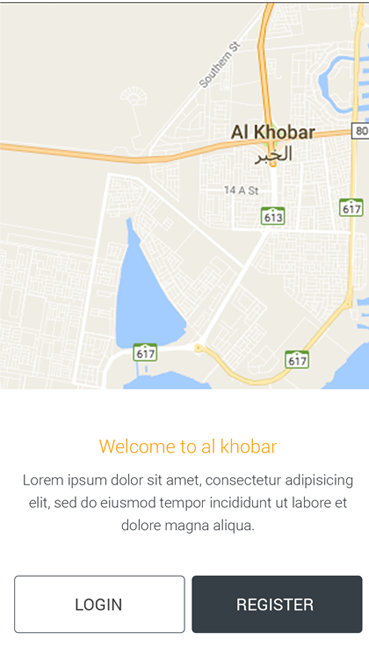 Southern St
Al Khobar
80
الخبر
14 A St
617
613
617
617
Welcome to al khobar
Lorem ipsum dolor sit amet, consectetur adipisicing
elit, sed do eiusmod tempor incididunt ut labore et
dolore magna aliqua.
LOGIN
REGISTER